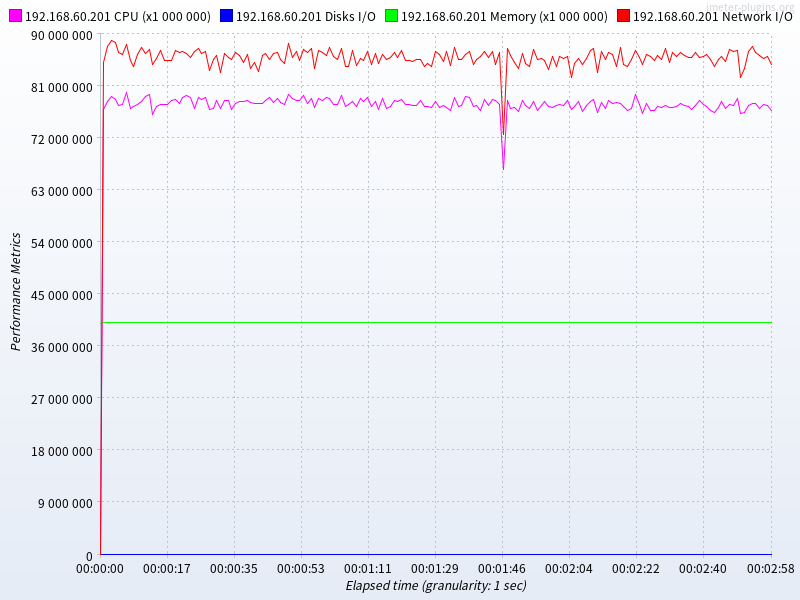 jmeter-plugins.org
192.168.60.201 CPU (x1 000 000) 192.168.60.201 Disks I/O 192.168.60.201 Memory (x1 000 000) 192.168.60.201 Network I/O
90 000 000
81 000 000
72 000 000
63 000 000
54 000 000
45 000 000
36 000 000
27 000 000
18 000 000
9 000 000
0
Performance Metrics
00:00:00 00:00:17 00:00:35 00:00:53 00:01:11 00:01:29 00:01:46 00:02:04 00:02:22 00:02:40 00:02:58
Elapsed time (granularity: 1 sec)